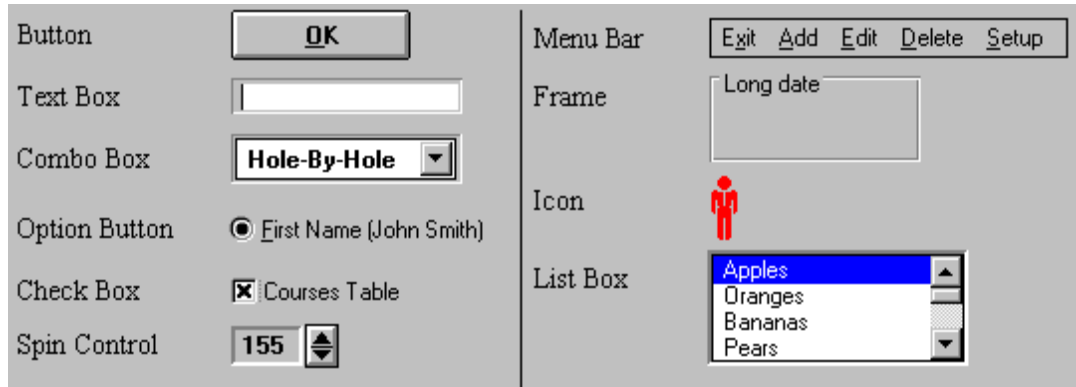 Button OK
Text Box
Combo Box Hole-By-Hole
Option Button First Name (John Smith)
Check Box Courses Table
Spin Control 155
Menu Bar Exit Add Edit Delete Setup
Frame Long date
Icon
List Box Apples
Oranges
Bananas
Pears